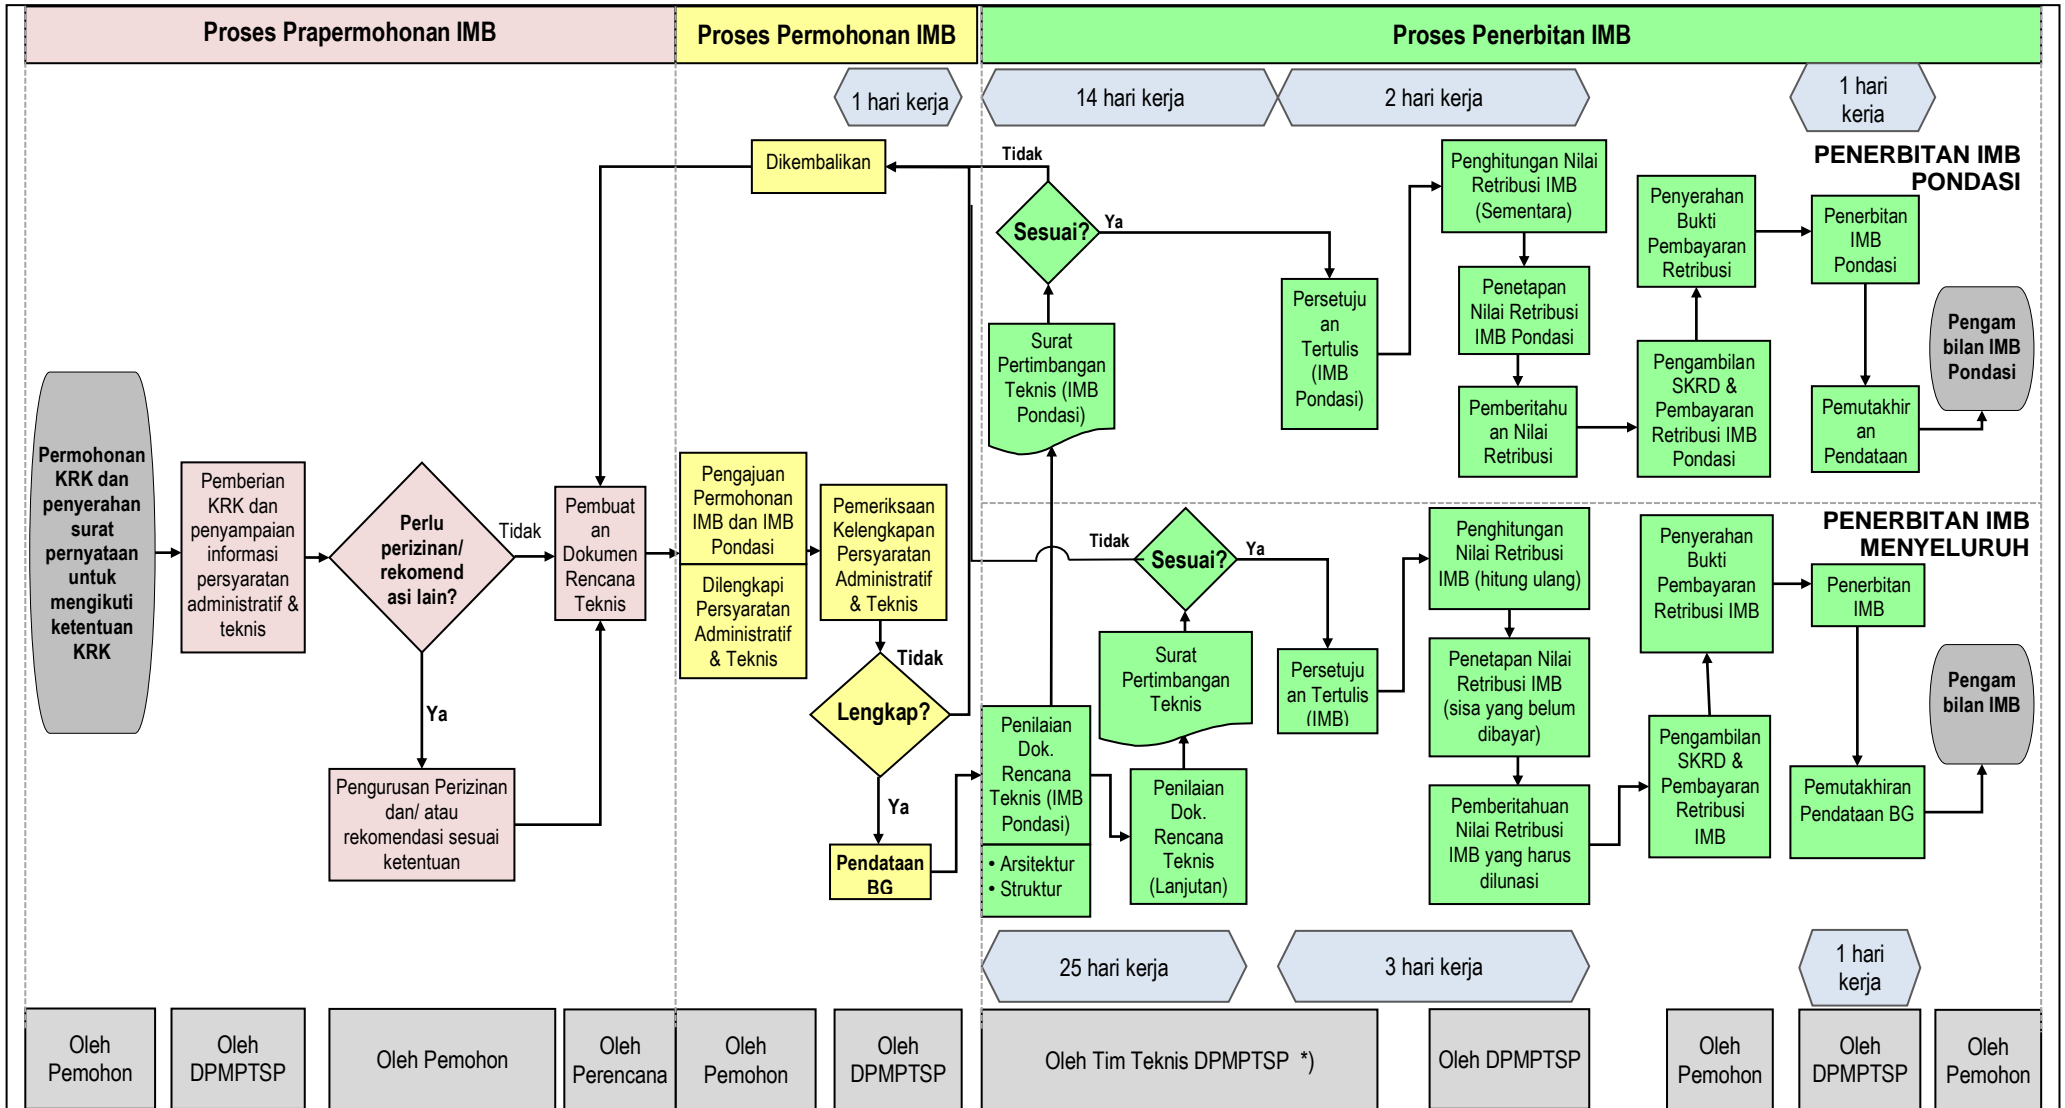 Proses Prapermohonan IMB
Proses Permohonan IMB
Proses Penerbitan IMB
1 hari kerja
14 hari kerja
2 hari kerja
1 hari
kerja
PENERBITAN IMB
PONDASI
Permohonan
KRK dan
penyerahan
surat
pernyataan
untuk
mengikuti
ketentuan
KRK
Pemberian
KRK dan
penyampaian
informasi
persyaratan
administratif &
teknis
Perlu
perizinan/
rekomend
asi lain?
Tidak
Ya
Pengurusan Perizinan
dan/ atau
rekomendasi sesuai
ketentuan
Pembuat
an
Dokumen
Rencana
Teknis
Dikembalikan
Pengajuan
Permohonan
IMB dan IMB
Pondasi
Dilengkapi
Persyaratan
Administratif
& Teknis
Pemeriksaan
Kelengkapan
Persyaratan
Administratif
& Teknis
Tidak
Lengkap?
Ya
Pendataan
BG
Tidak
Sesuai?
Ya
Surat
Pertimbangan
Teknis (IMB
Pondasi)
Persetuju
an
Tertulis
(IMB
Pondasi)
Penghitungan Nilai
Retribusi IMB
(Sementara)
Penetapan
Nilai Retribusi
IMB Pondasi
Pemberitahu
an Nilai
Retribusi
Penyerahan
Bukti
Pembayaran
Retribusi
Pengambilan
SKRD &
Pembayaran
Retribusi IMB
Pondasi
Penerbitan
IMB
Pondasi
Pemutakhir
an
Pendataan
Pengam
bilan IMB
Pondasi
PENERBITAN IMB
MENYELURUH
Penilaian
Dok.
Rencana
Teknis (IMB
Pondasi)
• Arsitektur
• Struktur
Penilaian
Dok.
Rencana
Teknis
(Lanjutan)
Surat
Pertimbangan
Teknis
Tidak
Sesuai?
Ya
Persetuju
an Tertulis
(IMB)
Penghitungan
Nilai Retribusi
IMB (hitung ulang)
Penetapan Nilai
Retribusi IMB
(sisa yang belum
dibayar)
Pemberitahuan
Nilai Retribusi
IMB yang harus
dilunasi
Penyerahan
Bukti
Pembayaran
Retribusi IMB
Pengambilan
SKRD &
Pembayaran
Retribusi
IMB
Penerbitan
IMB
Pemutakhiran
Pendataan BG
Pengam
bilan IMB
25 hari kerja
3 hari kerja
1 hari
kerja
Oleh
Pemohon
Oleh
DPMPTSP
Oleh Pemohon
Oleh
Perencana
Oleh
Pemohon
Oleh
DPMPTSP
Oleh Tim Teknis DPMPTSP *)
Oleh DPMPTSP
Oleh
Pemohon
Oleh
DPMPTSP
Oleh
Pemohon